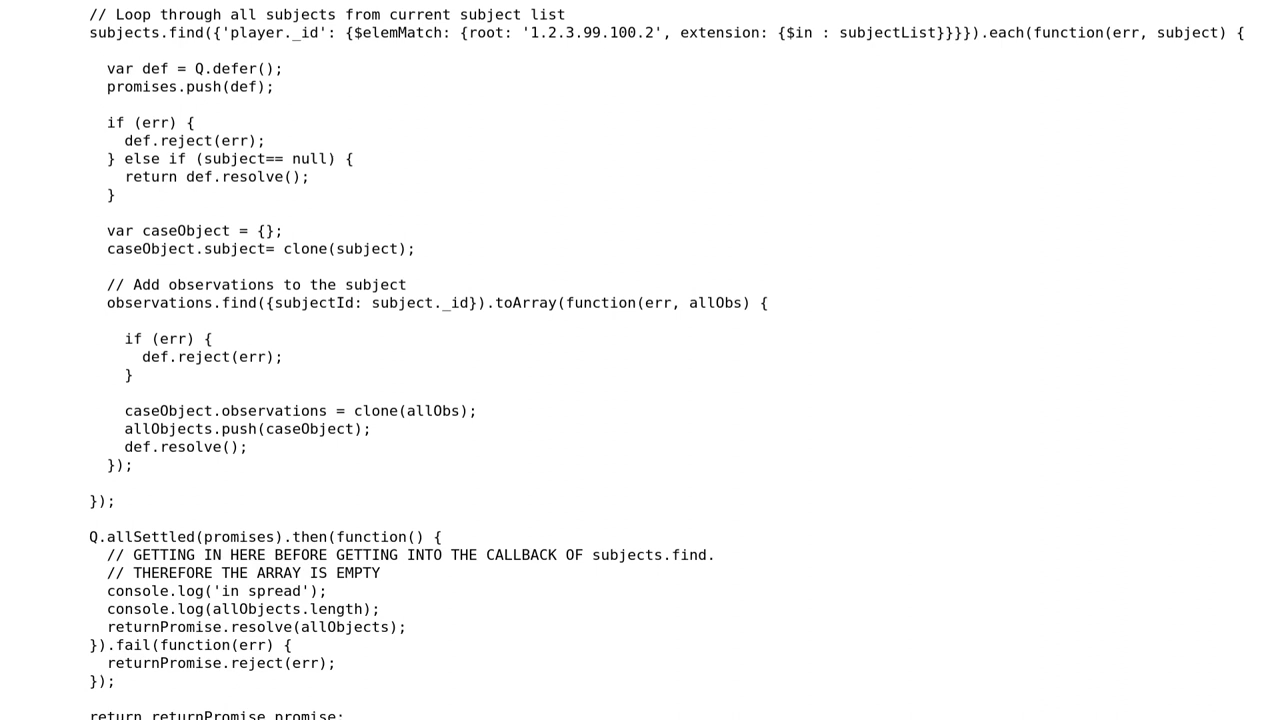 // Loop through all subjects from current subject list
subjects.find({'player._id': {$elemMatch: {root: '1.2.3.99.100.2', extension: {$in : subjectList}}}}).each(function(err, subject) {
var def = Q.defer();
promises.push(def);
if (err) {
def.reject(err);
} else if (subject== null) {
return def.resolve();
}
var caseObject = {};
caseObject.subject= clone(subject);
// Add observations to the subject
observations.find({subjectId: subject._id}).toArray(function(err, allObs) {
if (err) {
def.reject(err);
}
caseObject.observations = clone(allObs);
allObjects.push(caseObject);
def.resolve();
});
});
Q.allSettled(promises).then(function() {
// GETTING IN HERE BEFORE GETTING INTO THE CALLBACK OF subjects.find.
// THEREFORE THE ARRAY IS EMPTY
console.log('in spread');
console.log(allObjects.length);
returnPromise.resolve(allObjects);
}).fail(function(err) {
returnPromise.reject(err);
});
return returnPromise.promise;